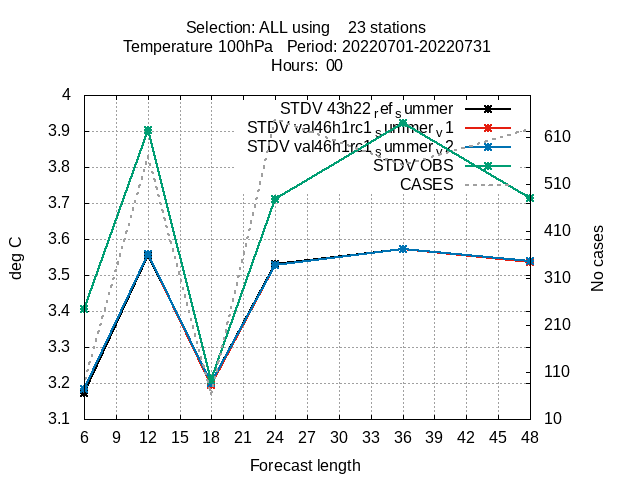 Selection: ALL using 23 stations
Temperature 100hPa Period: 20220701-20220731
Hours: 00
STDV 43h22_ref_summer
STDV val46h1rc1_summer_v1
STDV val46h1rc1_summer_v2
STDV OBS
CASES
4
3.9
3.8
3.7
3.6
3.5
3.4
3.3
3.2
3.1
deg C
610
510
410
310
210
110
10
No cases
6 9 12 15 18 21 24 27 30 33 36 39 42 45 48
Forecast length